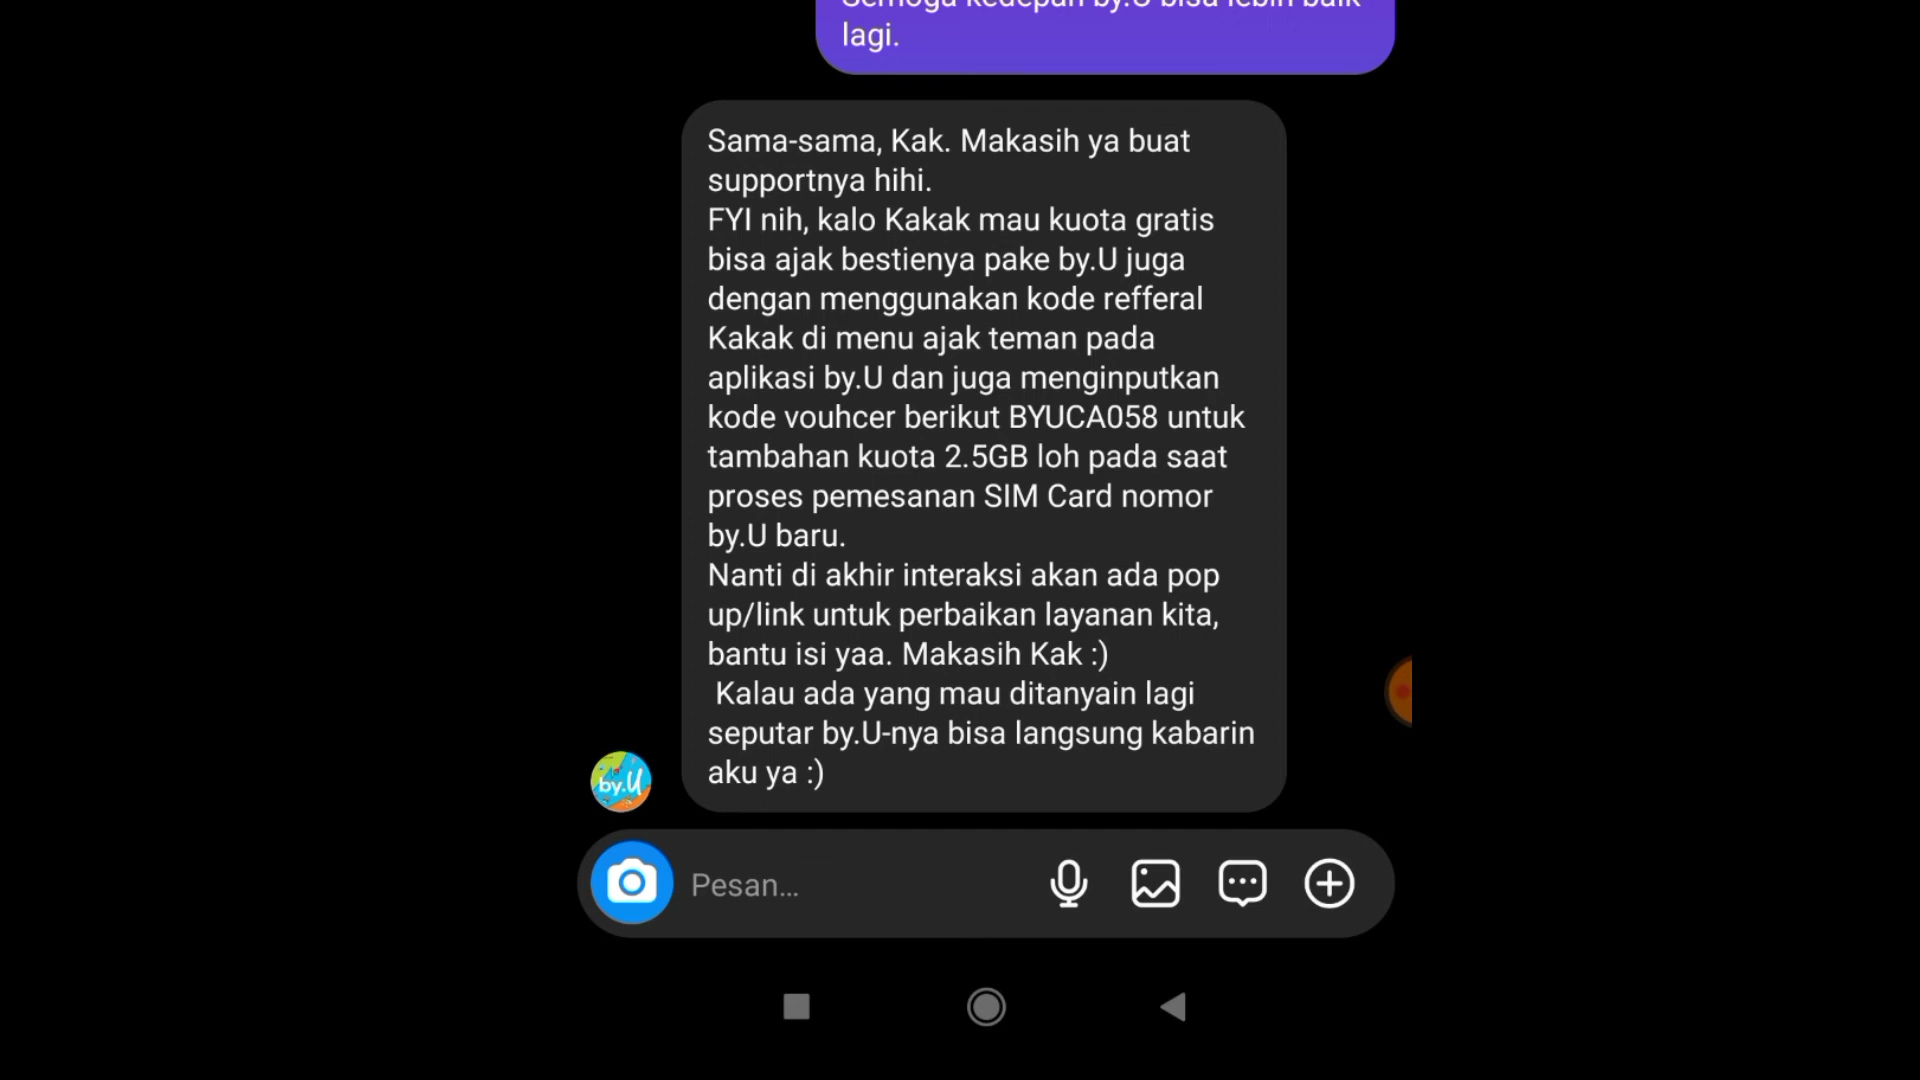 Semoga kedepan by.U bisa lebih baik
lagi.
Sama-sama, Kak. Makasih ya buat
supportnya hihi.
FYI nih, kalo Kakak mau kuota gratis
bisa ajak bestienya pake by.U juga
dengan menggunakan kode refferal
Kakak di menu ajak teman pada
aplikasi by.U dan juga menginputkan
kode vouhcer berikut BYUCA058 untuk
tambahan kuota 2.5GB loh pada saat
proses pemesanan SIM Card nomor
by.U baru.
Nanti di akhir interaksi akan ada pop
up/link untuk perbaikan layanan kita,
bantu isi yaa. Makasih Kak :)
Kalau ada yang mau ditanyain lagi
seputar by.U-nya bisa langsung kabarin
aku ya :)
by.U
Pesan...